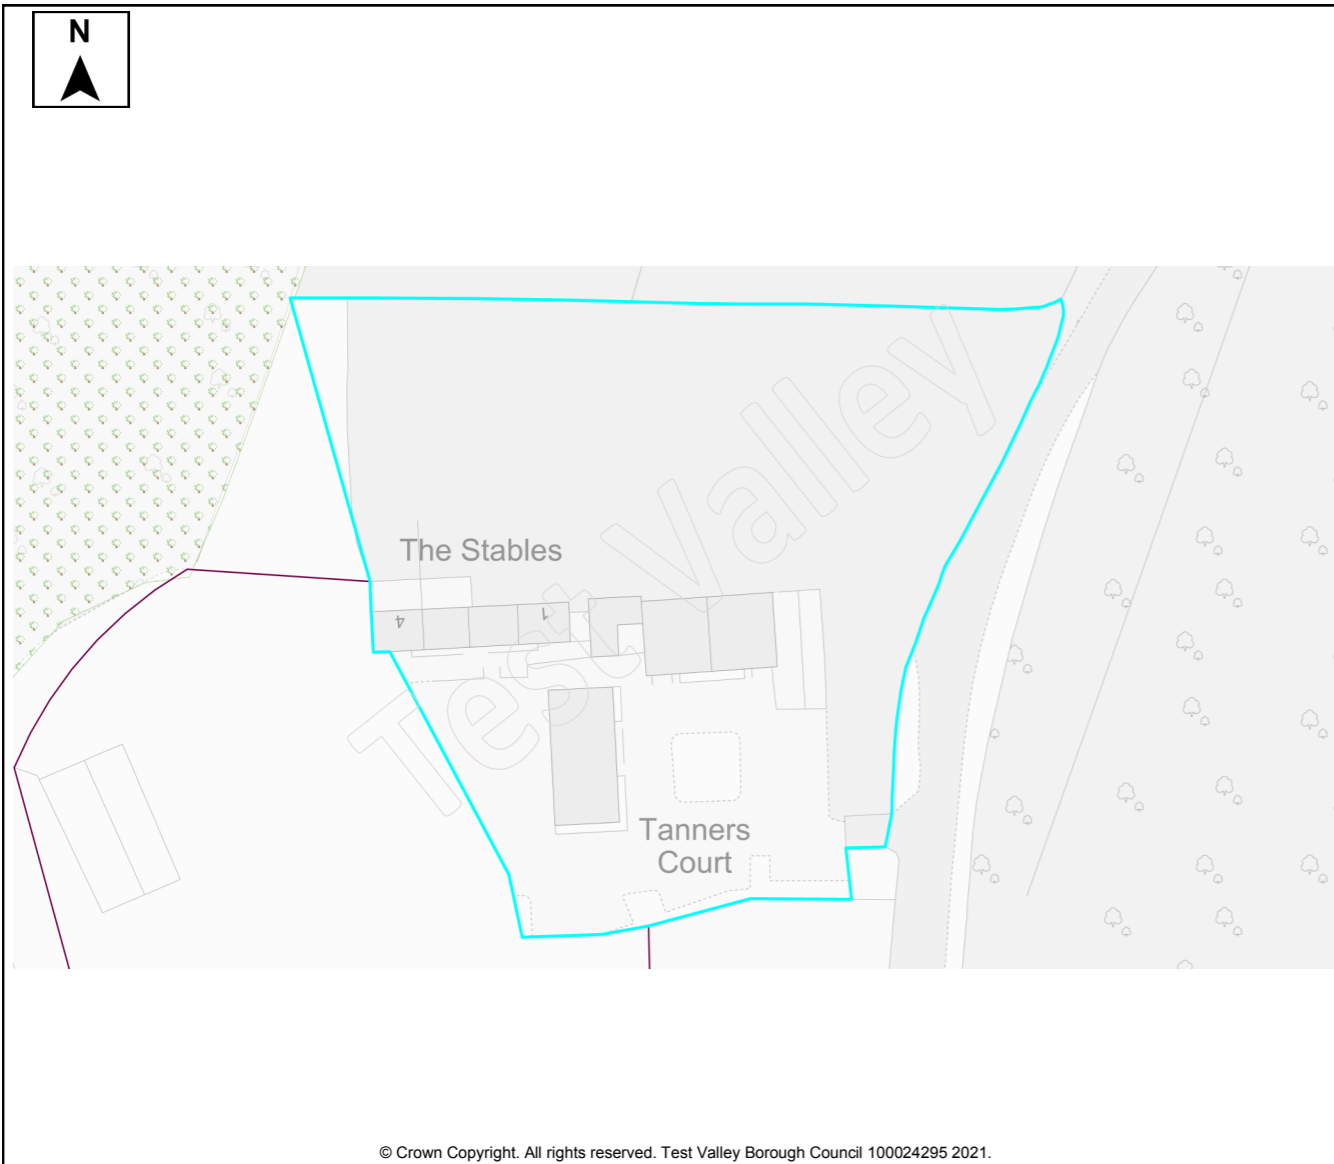 N
The Stables
4
1
Test Valley
Tanners
Court
© Crown Copyright. All rights reserved. Test Valley Borough Council 100024295 2021.